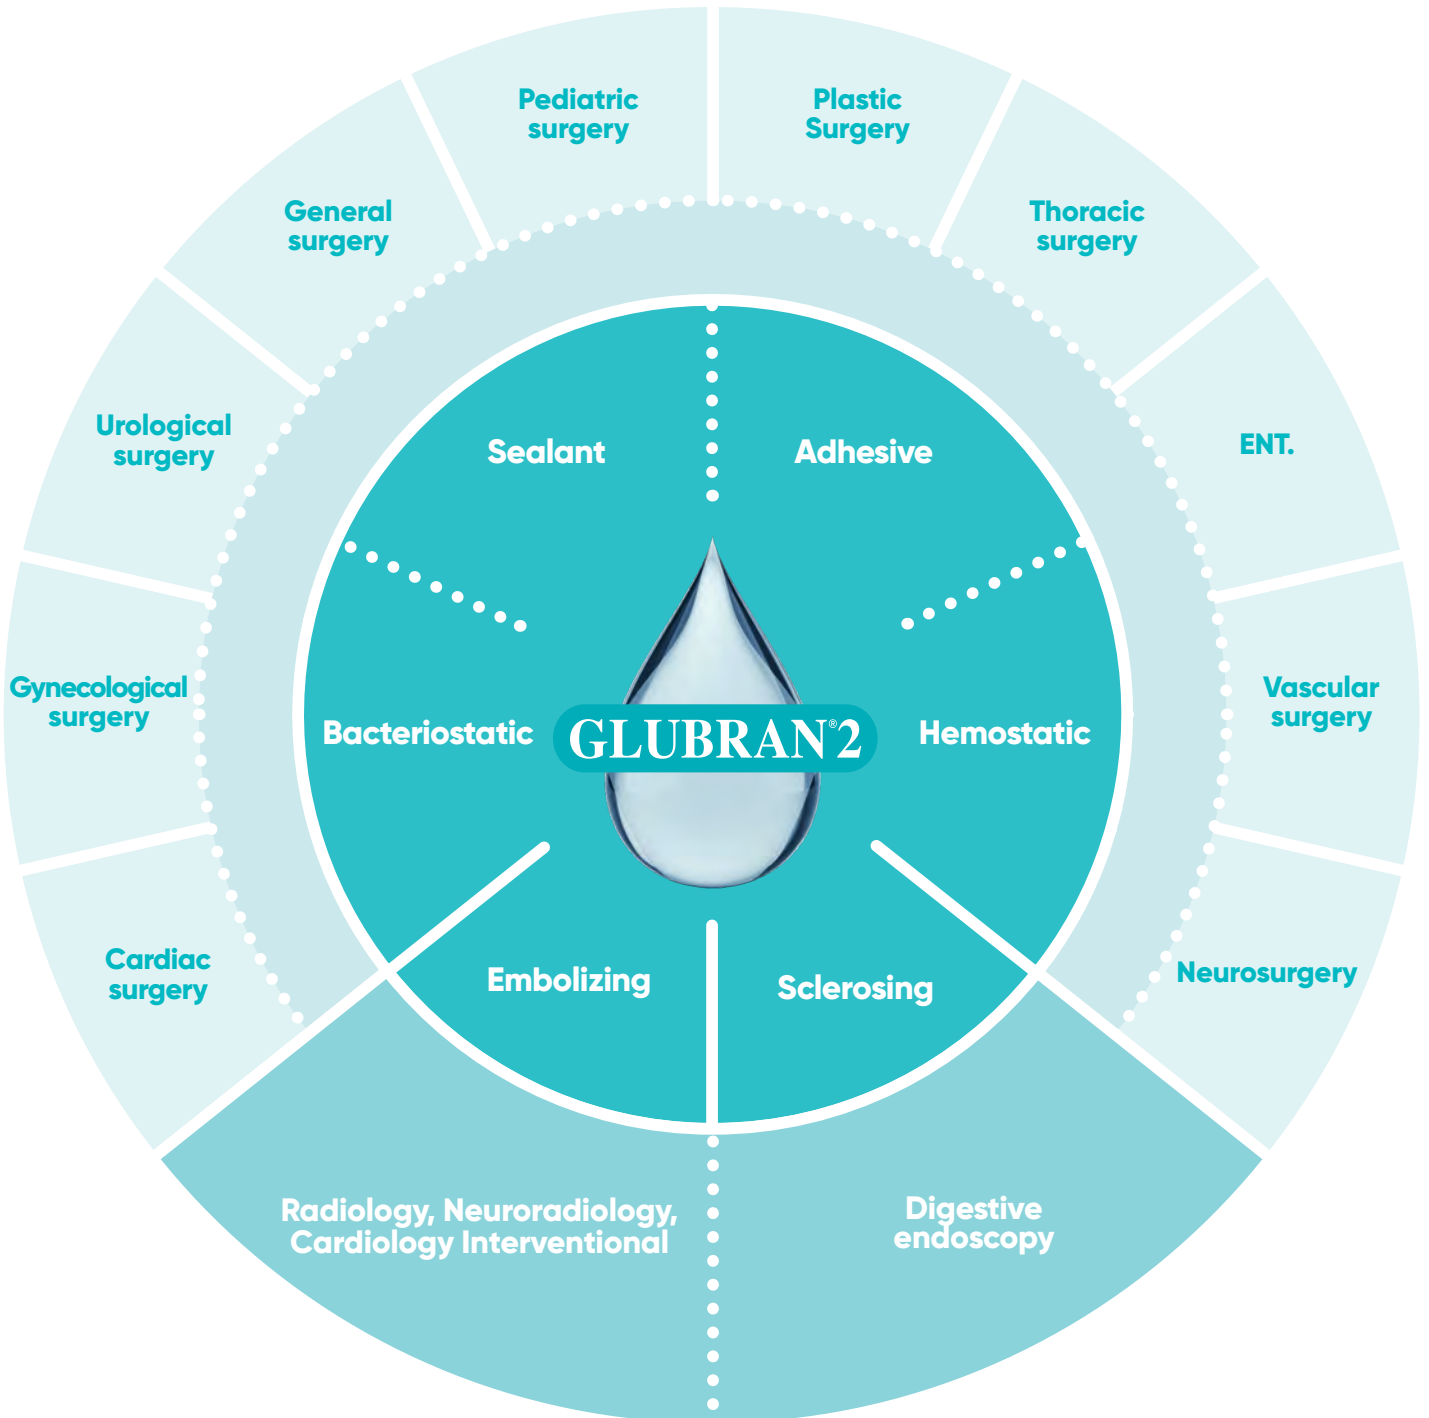 Pediatric
surgery
Plastic
Surgery
General
surgery
Thoracic
surgery
Urological
surgery
ENT.
Sealant
Adhesive
Gynecological
surgery
Vascular
surgery
Bacteriostatic
GLUBRAN®2
Hemostatic
Cardiac
surgery
Neurosurgery
Embolizing
Sclerosing
Radiology, Neuroradiology,
Cardiology Interventional
Digestive
endoscopy